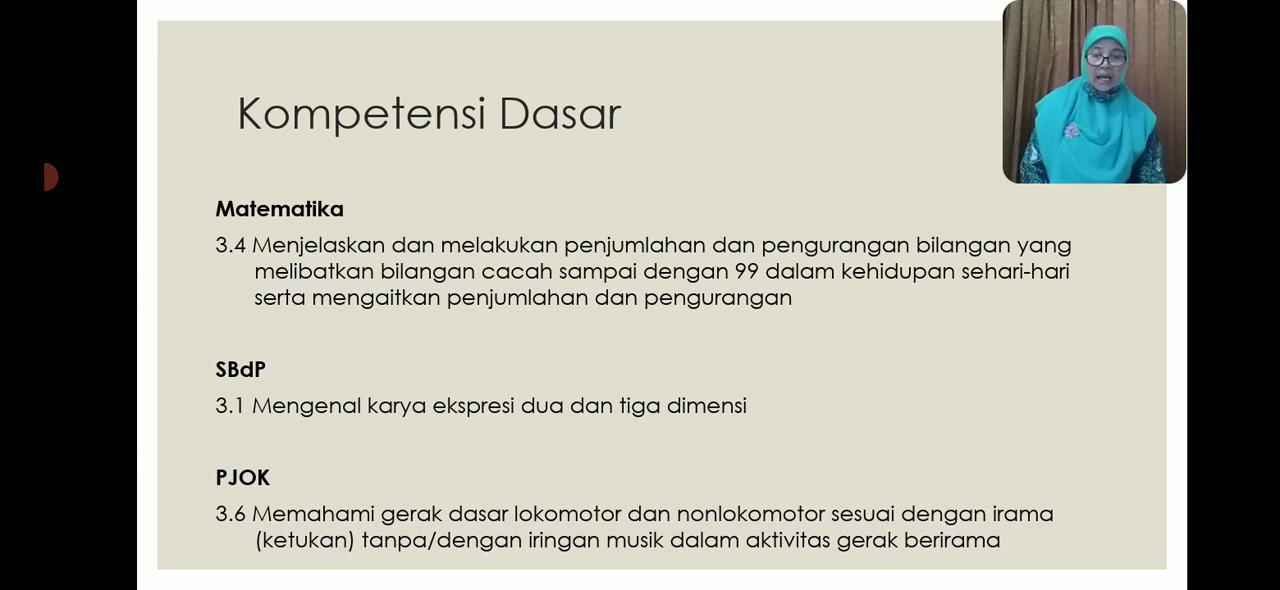 Kompetensi Dasar
Matematika
3.4 Menjelaskan dan melakukan penjumlahan dan pengurangan bilangan yang
melibatkan bilangan cacah sampai dengan 99 dalam kehidupan sehari-hari
serta mengaitkan penjumlahan dan pengurangan
SBdP
3.1 Mengenal karya ekspresi dua dan tiga dimensi
PJOK
3.6 Memahami gerak dasar lokomotor dan nonlokomotor sesuai dengan irama
(ketukan) tanpa/dengan iringan musik dalam aktivitas gerak berirama